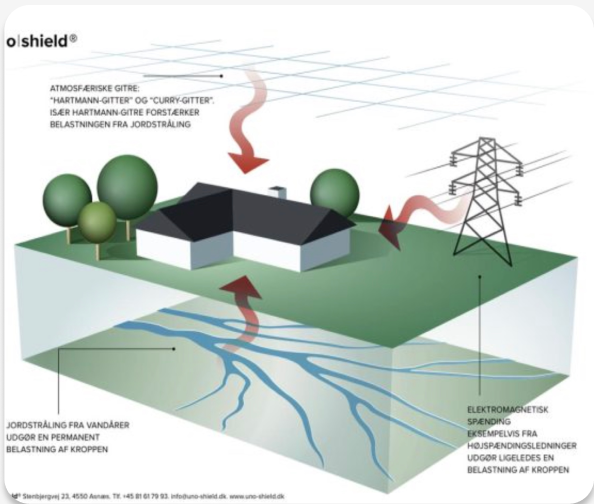 o|shield®
ATMOSFÆRISKE GITRE:
"HARTMANN-GITTER" OG "CURRY-GITTER".
ISÆR HARTMANN-GITRE FORSTÆRKER
BELASTNINGEN FRA JORDSTRÅLING
JORDSTRÅLING FRA VANDÅRER
UDGØR EN PERMANENT
BELASTNING AF KROPPEN
ELEKTROMAGNETISK
SPÆNDING
EKSEMPELVIS FRA
HØJSPÆNDINGSLEDNINGER
UDGØR LIGELEDES EN
BELASTNING AF KROPPEN
ld® Stenbjergvej 23, 4550 Asnæs. Tlf. +45 81 61 79 93. info@uno-shield.dk. www.uno-shield.dk